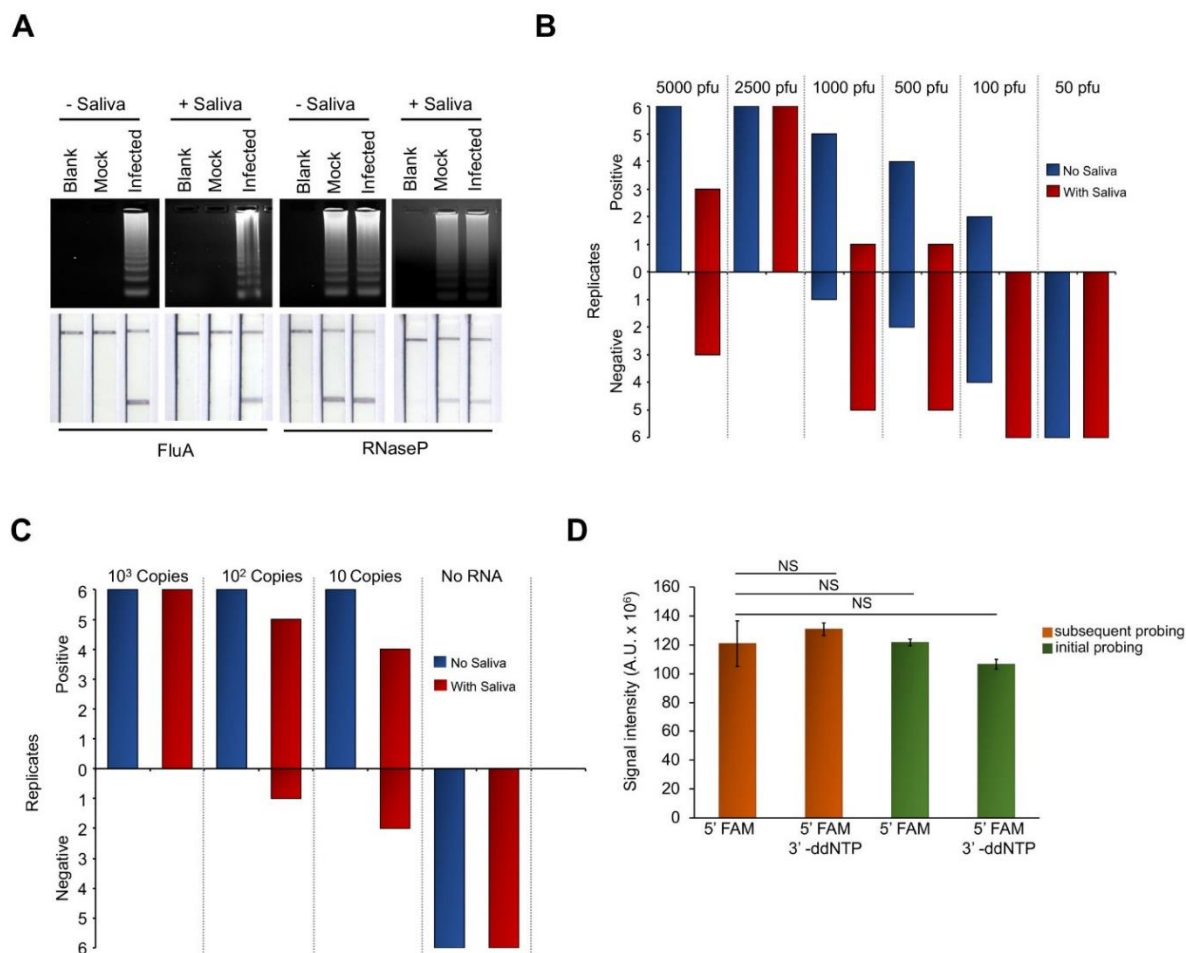 A
- Saliva
+ Saliva
- Saliva
+ Saliva
Blank
Mock
Infected
Blank
Mock
Infected
Blank
Mock
Infected
Blank
Mock
Infected
FluA
RNaseP
B
5000 pfu
2500 pfu
1000 pfu
500 pfu
100 pfu
50 pfu
6
5
4
3
2
1
0
1
2
3
4
5
6
Replicates
Positive
Negative
No Saliva
With Saliva
C
10³ Copies
10² Copies
10 Copies
No RNA
6
5
4
3
2
1
0
1
2
3
4
5
6
Replicates
Positive
Negative
No Saliva
With Saliva
D
NS
NS
NS
160
140
120
100
80
60
40
20
0
Signal intensity (A.U. x 10⁶)
subsequent probing
initial probing
5' FAM
5' FAM
3' -ddNTP
5' FAM
5' FAM
3' -ddNTP